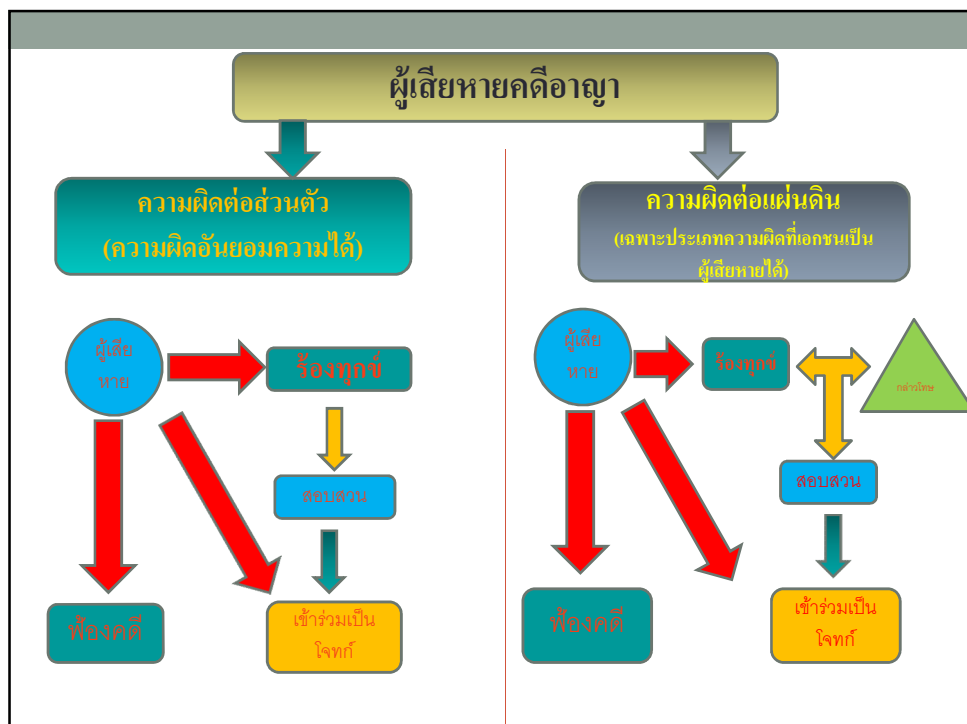 ผู้เสียหายคดีอาญา
ความผิดต่อส่วนตัว
(ความผิดอันยอมความได้)
ผู้เสีย
หาย
ร้องทุกข์
สอบสวน
ฟ้องคดี
เข้าร่วมเป็น
โจทก์
ความผิดต่อแผ่นดิน
(เฉพาะประเภทความผิดที่เอกชนเป็น
ผู้เสียหายได้)
ผู้เสีย
หาย
ร้องทุกข์
กล่าวโทษ
สอบสวน
ฟ้องคดี
เข้าร่วมเป็น
โจทก์